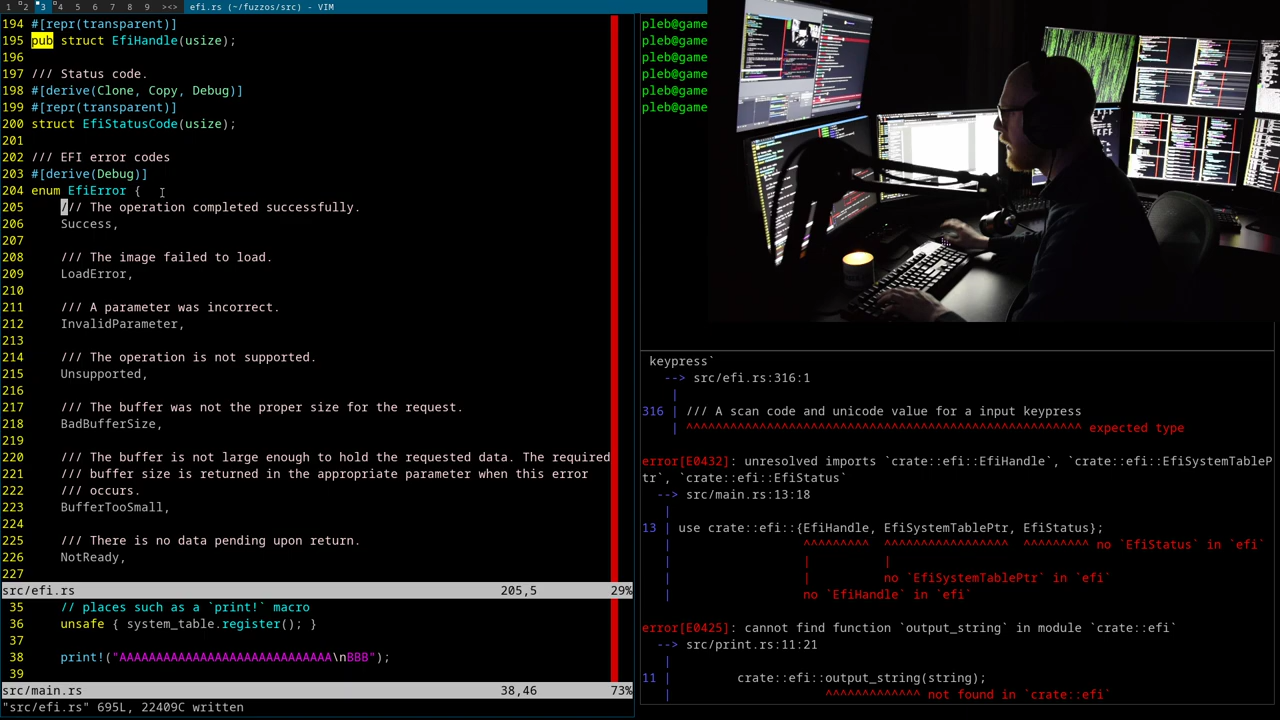 1 2 3 4 5 6 7 8 9 ><> efi.rs (~/fuzzos/src) - VIM
194 #[repr(transparent)]
195 pub struct EfiHandle(usize);
196
197 /// Status code.
198 #[derive(Clone, Copy, Debug)]
199 #[repr(transparent)]
200 struct EfiStatusCode(usize);
201
202 /// EFI error codes
203 #[derive(Debug)]
204 enum EfiError {
205 /// The operation completed successfully.
206 Success,
207
208 /// The image failed to load.
209 LoadError,
210
211 /// A parameter was incorrect.
212 InvalidParameter,
213
214 /// The operation is not supported.
215 Unsupported,
216
217 /// The buffer was not the proper size for the request.
218 BadBufferSize,
219
220 /// The buffer is not large enough to hold the requested data. The required
221 /// buffer size is returned in the appropriate parameter when this error
222 /// occurs.
223 BufferTooSmall,
224
225 /// There is no data pending upon return.
226 NotReady,
227
src/efi.rs 205,5 29%
35 // places such as a `print!` macro
36 unsafe { system_table.register(); }
37
38 print!("AAAAAAAAAAAAAAAAAAAAAAAAAAAAA\nBBB");
39
src/main.rs 38,46 73%
"src/efi.rs" 695L, 22409C written
pleb@game
pleb@game
pleb@game
pleb@game
pleb@game
pleb@game
keypress`
--> src/efi.rs:316:1
|
316 | /// A scan code and unicode value for a input keypress
| ^^^^^^^^^^^^^^^^^^^^^^^^^^^^^^^^^^^^^^^^^^^^^^^^^^^^^^ expected type
error[E0432]: unresolved imports `crate::efi::EfiHandle`, `crate::efi::EfiSystemTableP
tr`, `crate::efi::EfiStatus`
--> src/main.rs:13:18
|
13 | use crate::efi::{EfiHandle, EfiSystemTablePtr, EfiStatus};
| ^^^^^^^^^ ^^^^^^^^^^^^^^^^^ ^^^^^^^^^ no `EfiStatus` in `efi`
| | |
| | no `EfiSystemTablePtr` in `efi`
| no `EfiHandle` in `efi`
error[E0425]: cannot find function `output_string` in module `crate::efi`
--> src/print.rs:11:21
|
11 | crate::efi::output_string(string);
| ^^^^^^^^^^^^^ not found in `crate::efi`